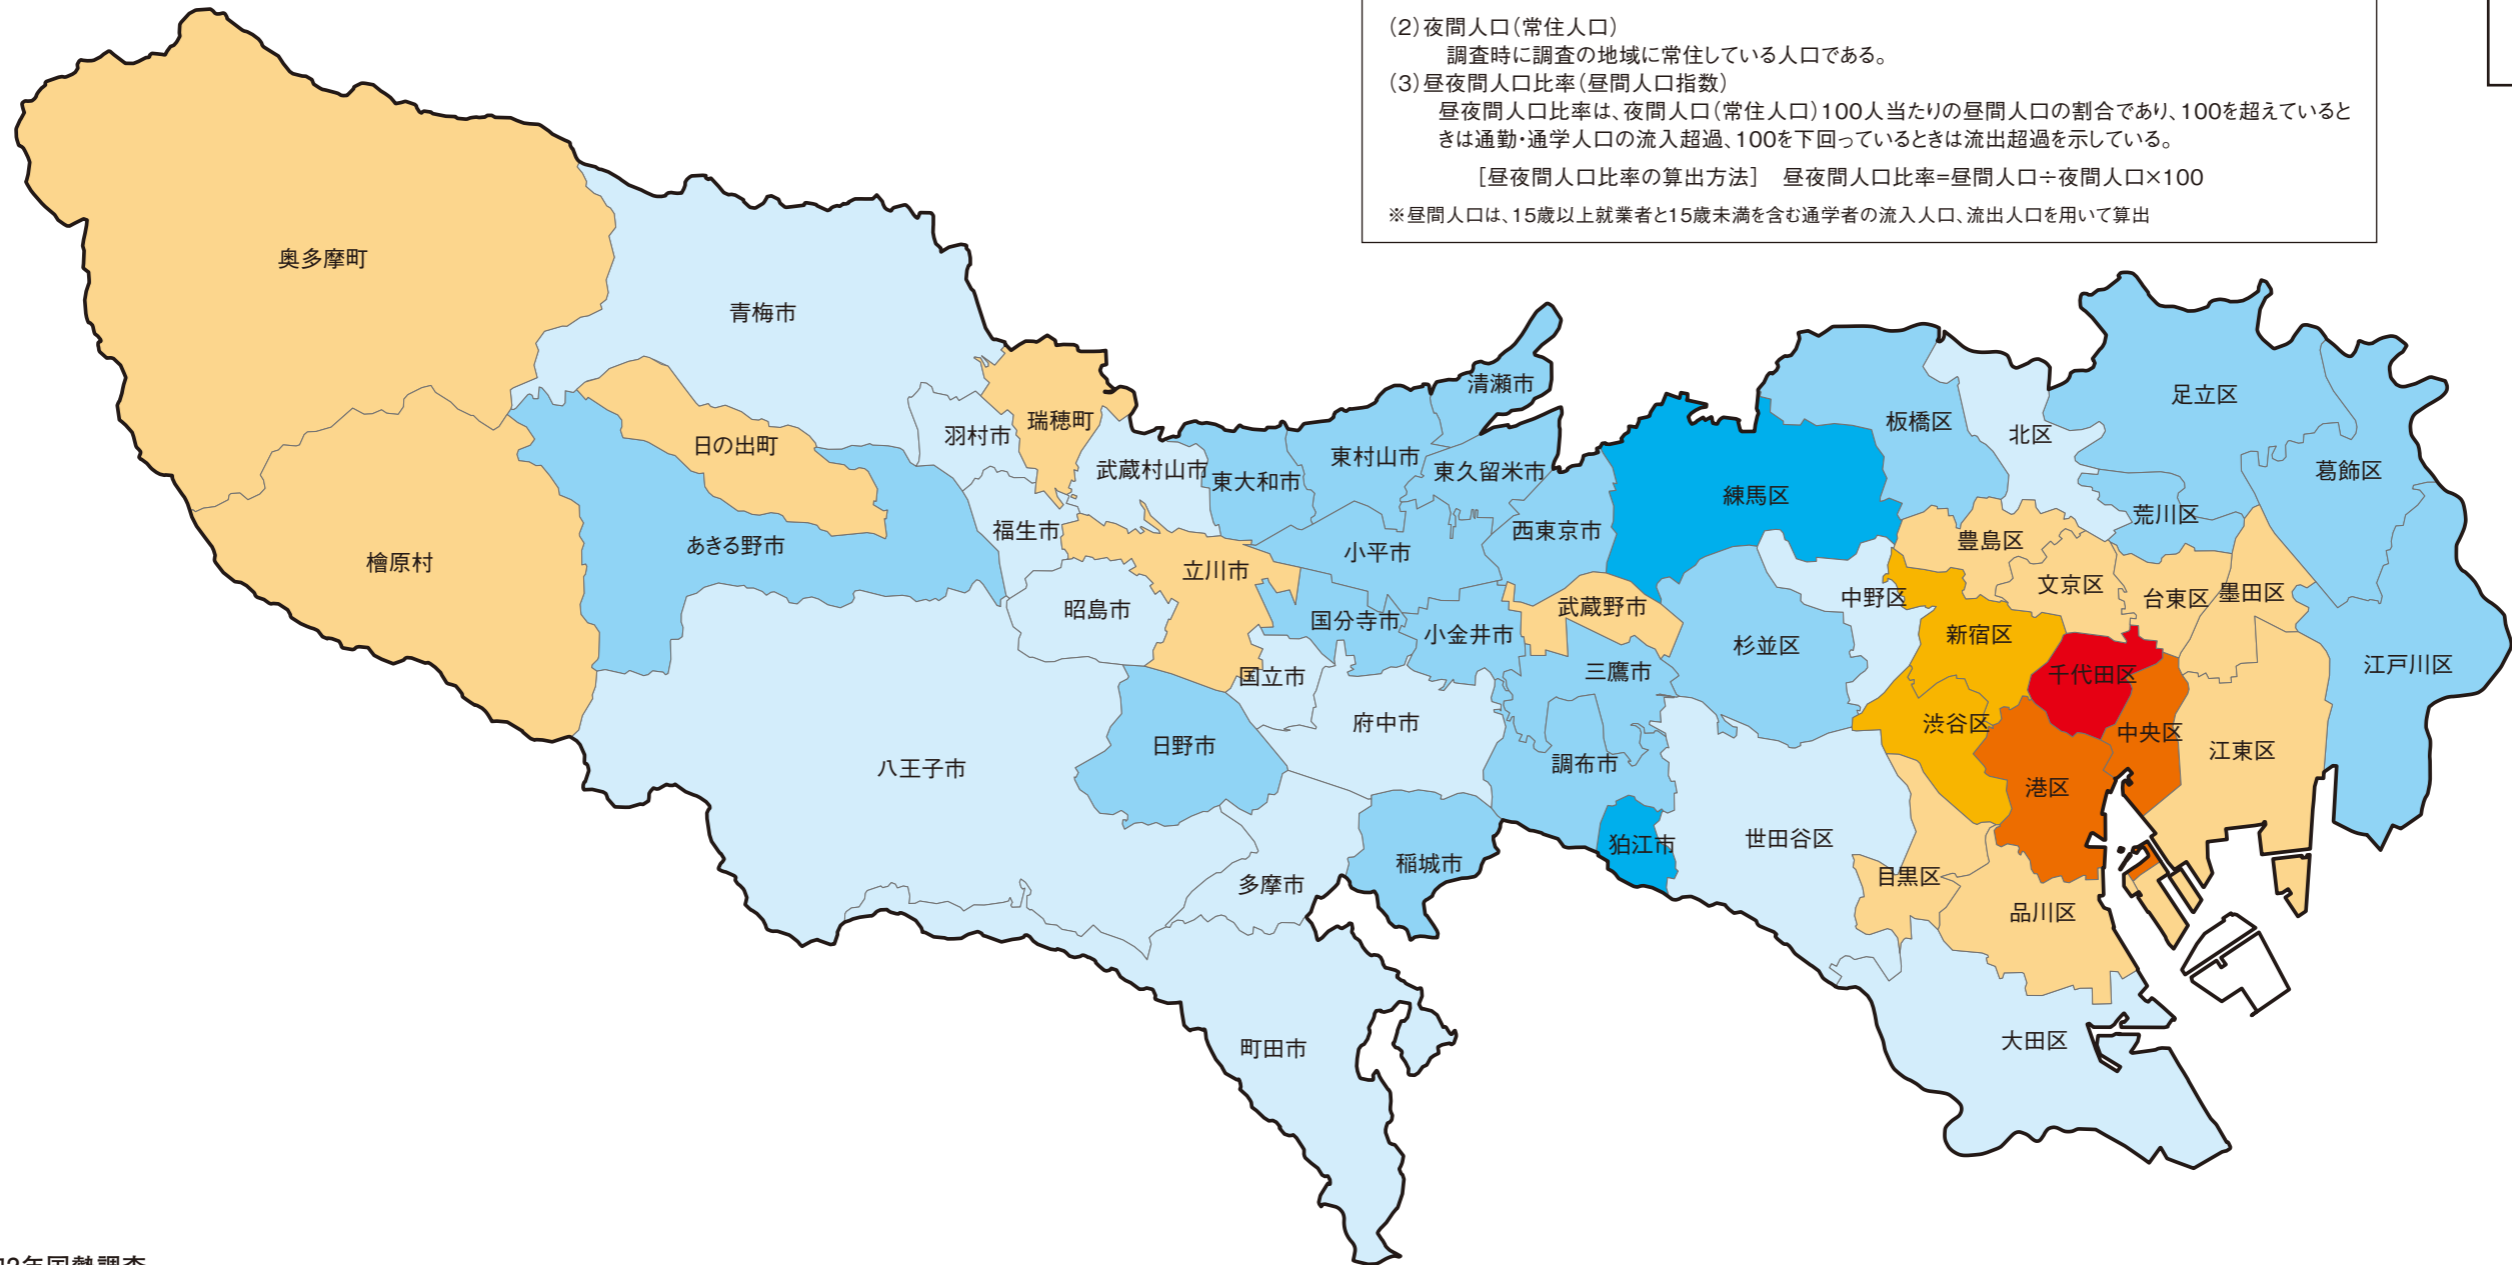 (2)夜間人口(常住人口)
調査時に調査の地域に常住している人口である。
(3)昼夜間人口比率(昼間人口指数)
昼夜間人口比率は、夜間人口(常住人口)100人当たりの昼間人口の割合であり、100を超えていると
きは通勤・通学人口の流入超過、100を下回っているときは流出超過を示している。
[昼夜間人口比率の算出方法] 昼夜間人口比率=昼間人口÷夜間人口×100
※昼間人口は、15歳以上就業者と15歳未満を含む通学者の流入人口、流出人口を用いて算出
奥多摩町
青梅市
清瀬市
足立区
瑞穂町
板橋区
羽村市
北区
日の出町
東村山市
武蔵村山市
東久留米市
葛飾区
東大和市
練馬区
荒川区
福生市
西東京市
あきる野市
豊島区
小平市
檜原村
立川市
文京区
墨田区
中野区
台東区
昭島市
武蔵野市
国分寺市
小金井市
新宿区
杉並区
江戸川区
三鷹市
千代田区
国立市
府中市
渋谷区
中央区
日野市
江東区
調布市
八王子市
港区
世田谷区
狛江市
稲城市
目黒区
多摩市
品川区
大田区
町田市
2年国勢調査